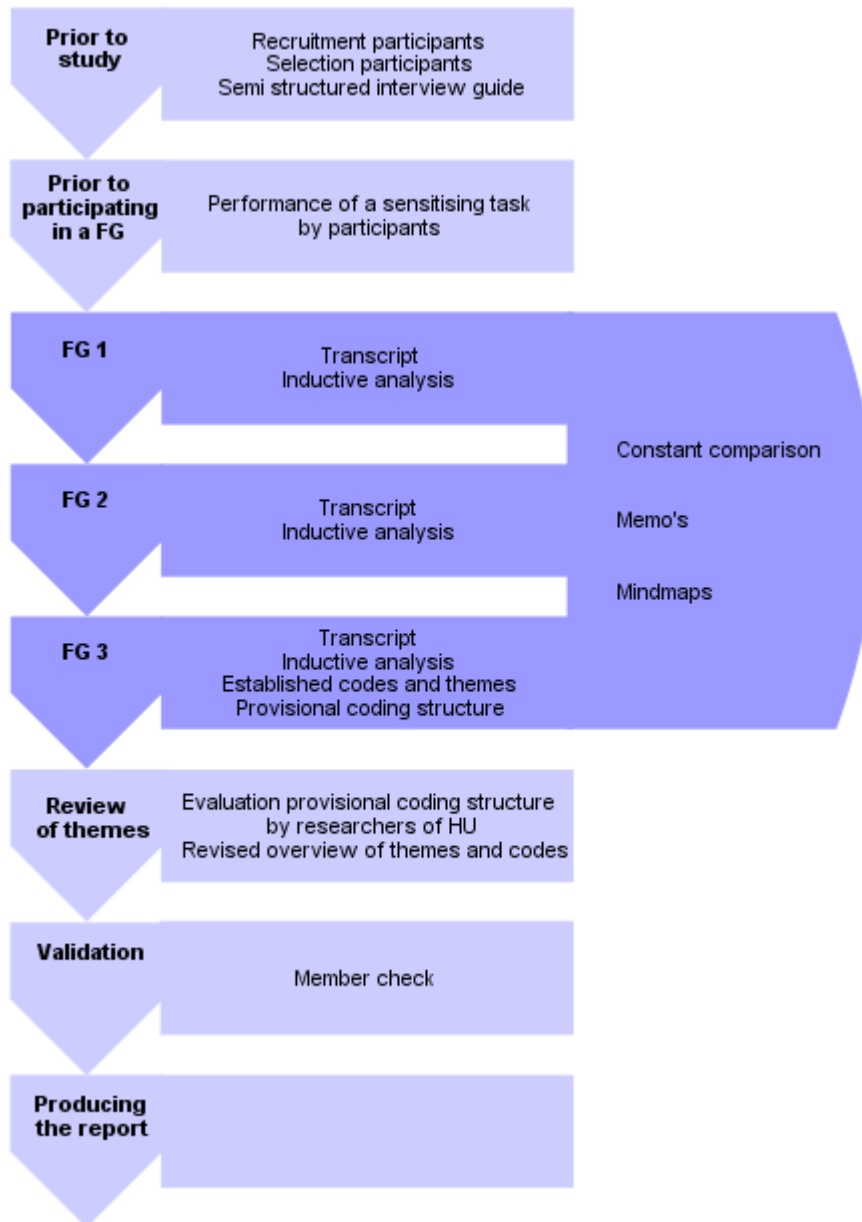 Prior to
study
Recruitment participants
Selection participants
Semi structured interview guide
Prior to
participating
in a FG
Performance of a sensitising task
by participants
FG 1
Transcript
Inductive analysis
FG 2
Transcript
Inductive analysis
FG 3
Transcript
Inductive analysis
Established codes and themes
Provisional coding structure
Constant comparison
Memo's
Mindmaps
Review
of themes
Evaluation provisional coding structure
by researchers of HU
Revised overview of themes and codes
Validation
Member check
Producing
the report